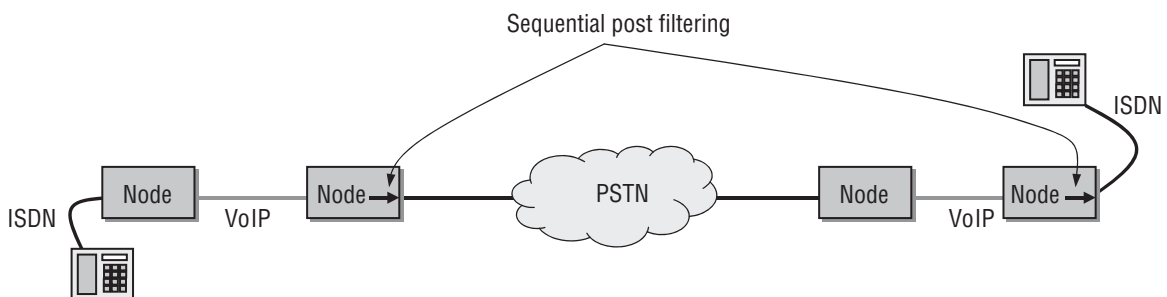 Sequential post filtering
ISDN
Node
Node
PSTN
Node
Node
ISDN
VoIP
VoIP